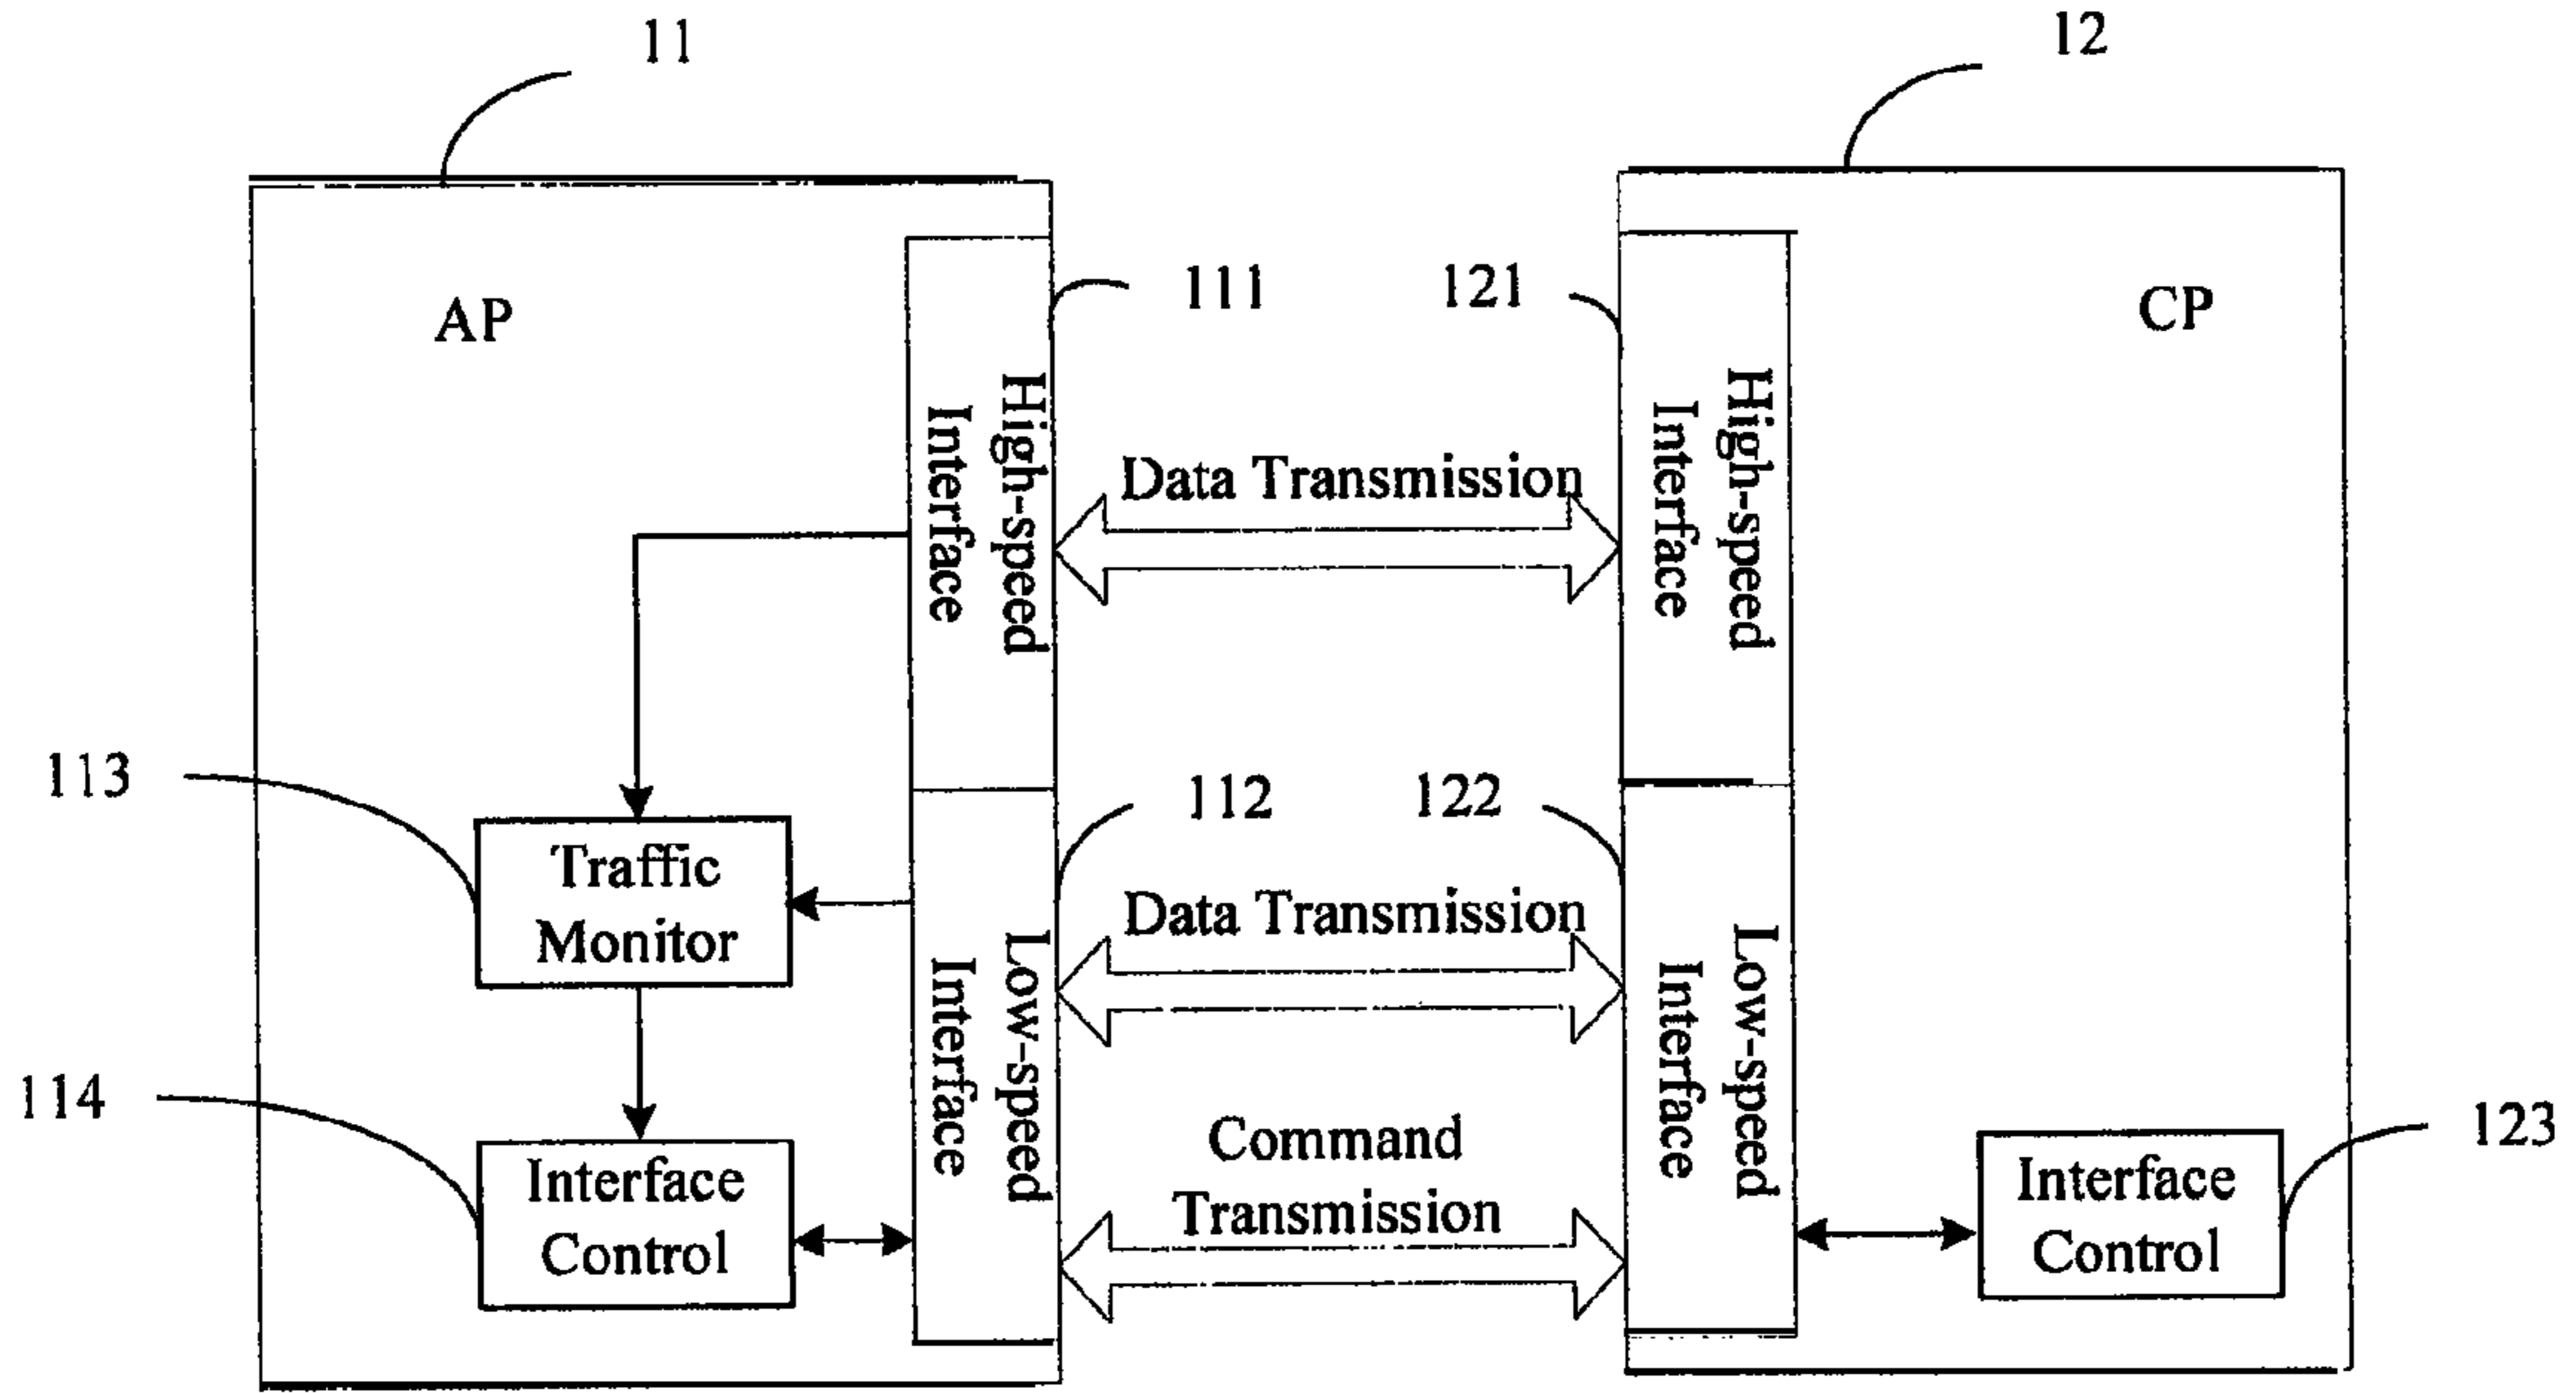 11
12
AP
CP
111
121
High-speed
Interface
High-speed
Interface
Data Transmission
113
112
122
Traffic
Monitor
Data Transmission
Low-speed
Interface
Low-speed
Interface
114
Command
Transmission
123
Interface
Control
Interface
Control